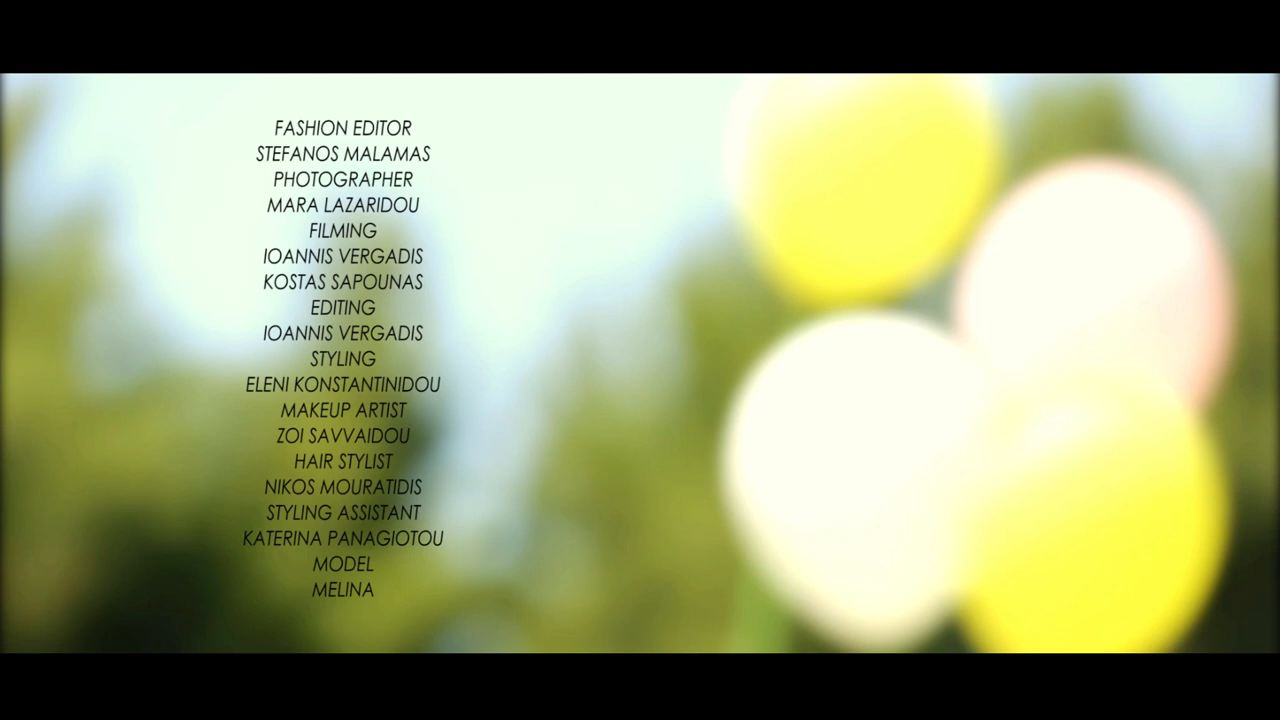 FASHION EDITOR
STEFANOS MALAMAS
PHOTOGRAPHER
MARA LAZARIDOU
FILMING
IOANNIS VERGADIS
KOSTAS SAPOUNAS
EDITING
IOANNIS VERGADIS
STYLING
ELENI KONSTANTINIDOU
MAKEUP ARTIST
ZOI SAVVAIDOU
HAIR STYLIST
NIKOS MOURATIDIS
STYLING ASSISTANT
KATERINA PANAGIOTOU
MODEL
MELINA